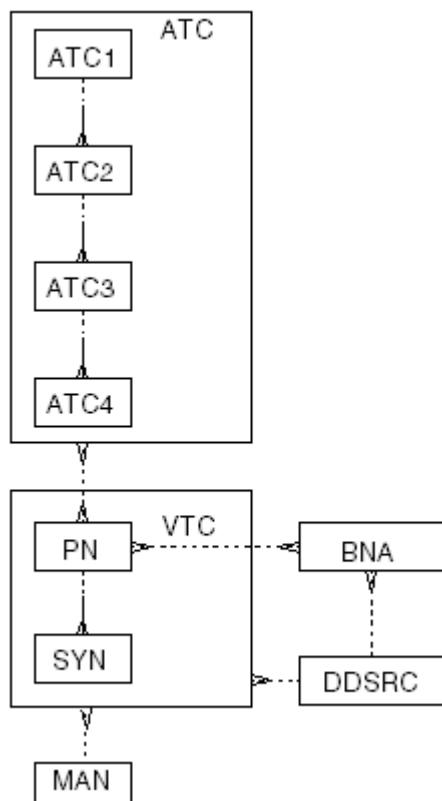 ATC
ATC1
ATC2
ATC3
ATC4
VTC
PN
BNA
SYN
DDSRC
MAN